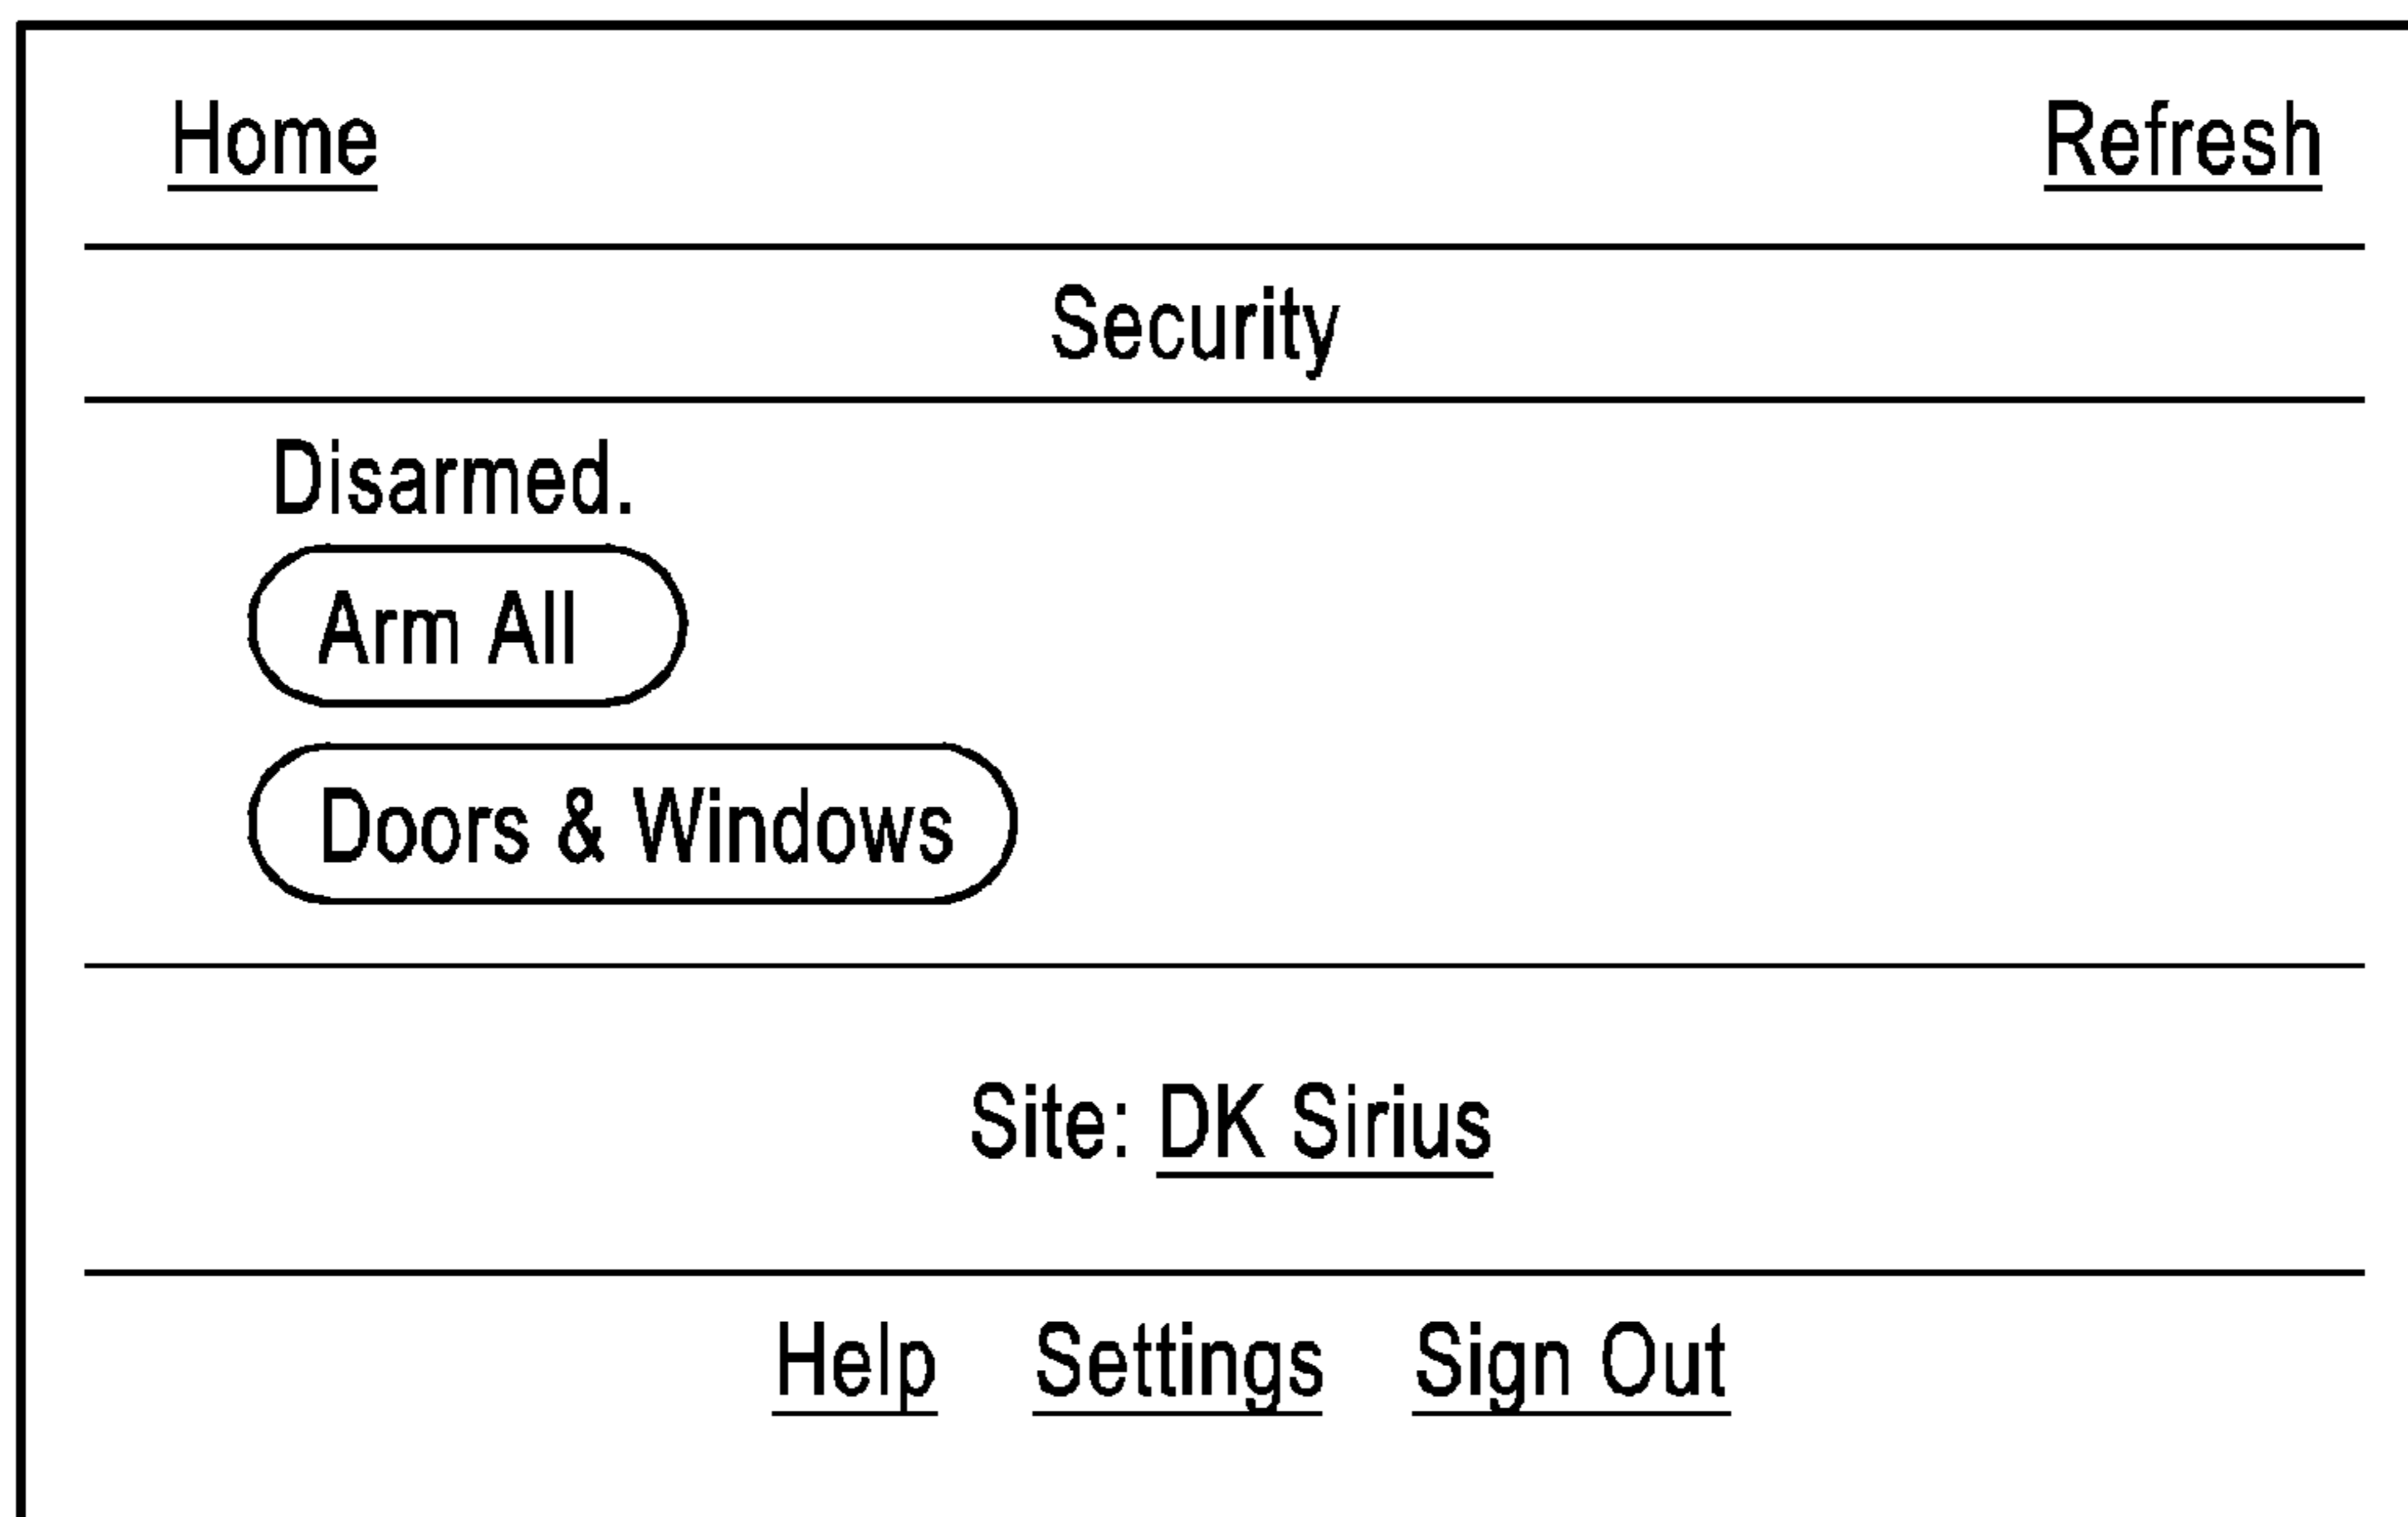 Home Refresh
Security
Disarmed.
Arm All
Doors & Windows
Site: DK Sirius
Help Settings Sign Out